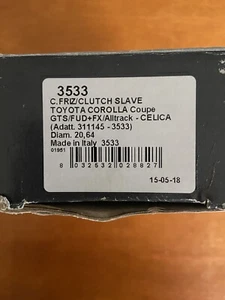 3533
C.FRIZ/CLUTCH SLAVE
TOYOTA COROLLA Coupe
GTS/FUD+FX/Alltrack - CELICA
(Adatt. 311145 - 3533)
Diam. 20,64
Made in Italy 3533
01951
8 032532 028827
15-05-18